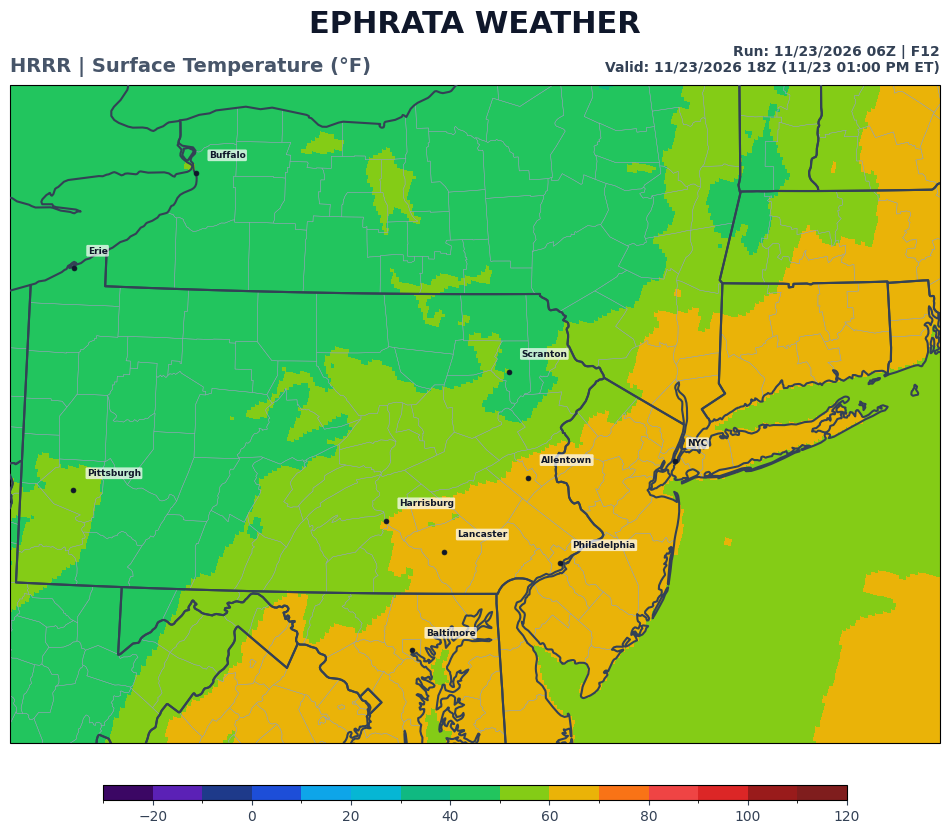 EPHRATA WEATHER
HRRR | Surface Temperature (°F)
Run: 11/23/2026 06Z | F12
Valid: 11/23/2026 18Z (11/23 01:00 PM ET)
Buffalo
Erie
Scranton
NYC
Allentown
Pittsburgh
Harrisburg
Lancaster
Philadelphia
Baltimore
−20 0 20 40 60 80 100 120